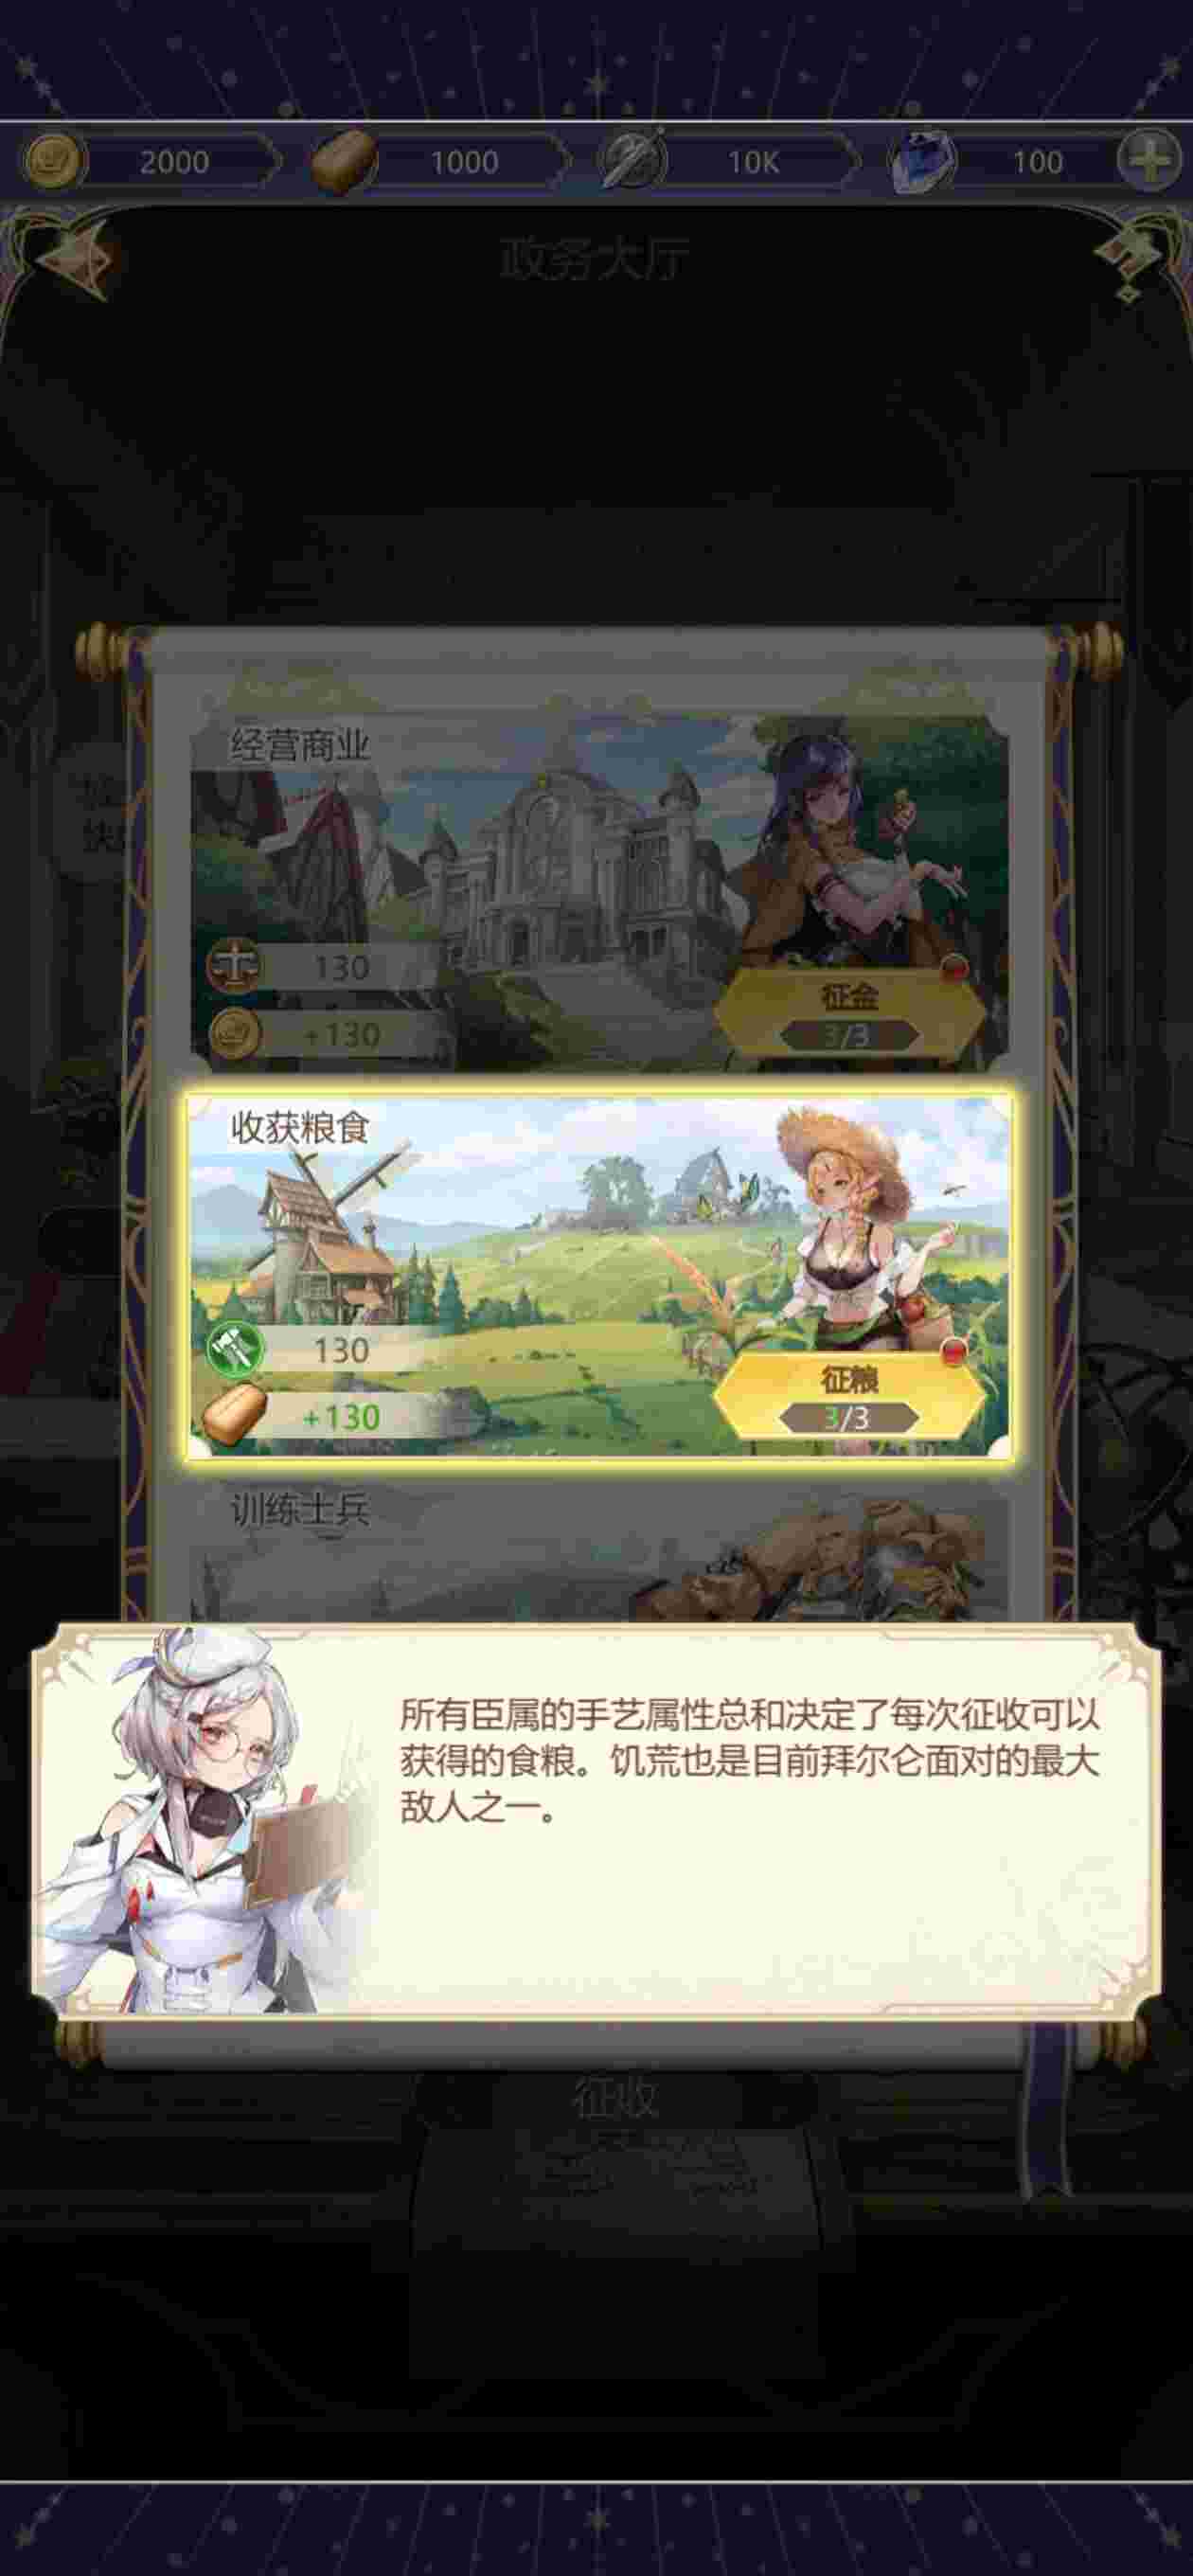 2000 1000 10K 100
政务大厅
经营商业
130
+130
征金
3/3
收获粮食
130
+130
征粮
3/3
训练士兵
所有臣属的手艺属性总和决定了每次征收可以
获得的食粮。饥荒也是目前拜尔仑面对的最大
敌人之一。
征收